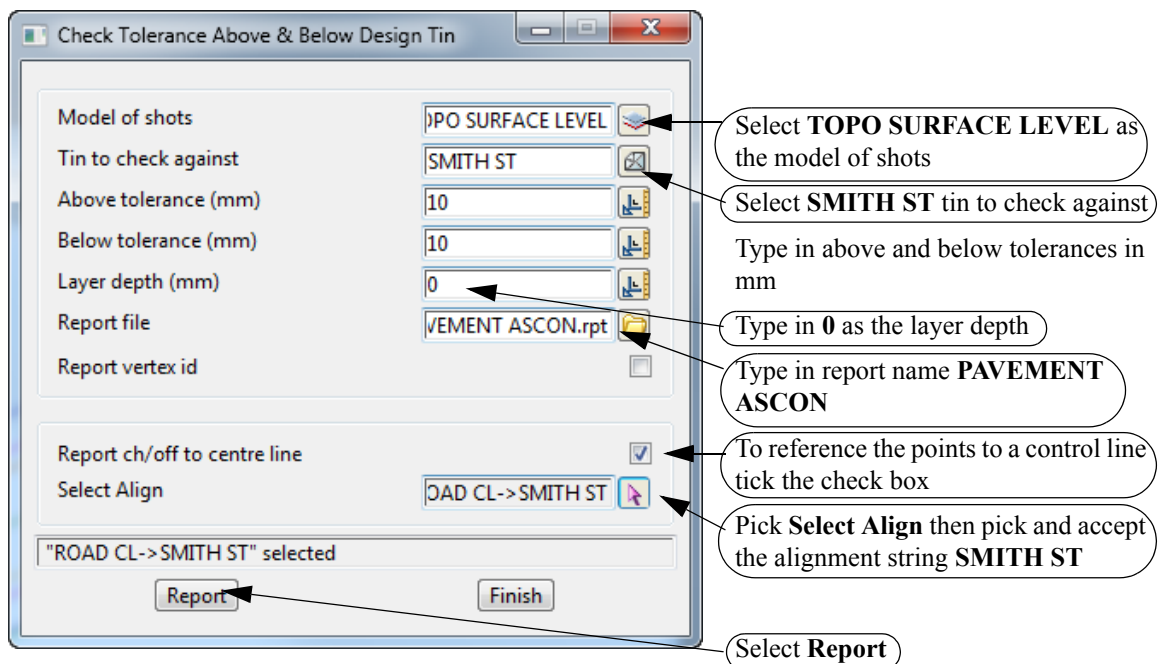 Check Tolerance Above & Below Design Tin
Model of shots
OPO SURFACE LEVEL
Select TOPO SURFACE LEVEL as
the model of shots
Tin to check against
SMITH ST
Select SMITH ST tin to check against
Above tolerance (mm)
10
Below tolerance (mm)
10
Type in above and below tolerances in
mm
Layer depth (mm)
0
Type in 0 as the layer depth
Report file
VEMENT ASCON.rpt
Type in report name PAVEMENT
ASCON
Report vertex id
Report ch/off to centre line
To reference the points to a control line
tick the check box
Select Align
OAD CL->SMITH ST
Pick Select Align then pick and accept
the alignment string SMITH ST
"ROAD CL->SMITH ST" selected
Report
Finish
Select Report